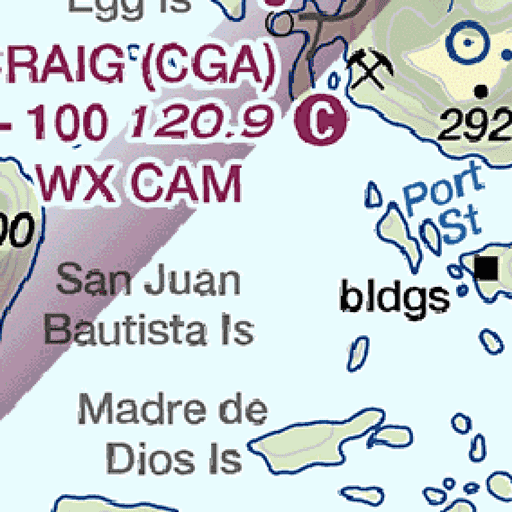 Egg Is
RAIG (CGA)
- 100 120.9 C
292
WX CAM
Port
St
00
San Juan
Bautista Is
bldgs
Madre de
Dios Is